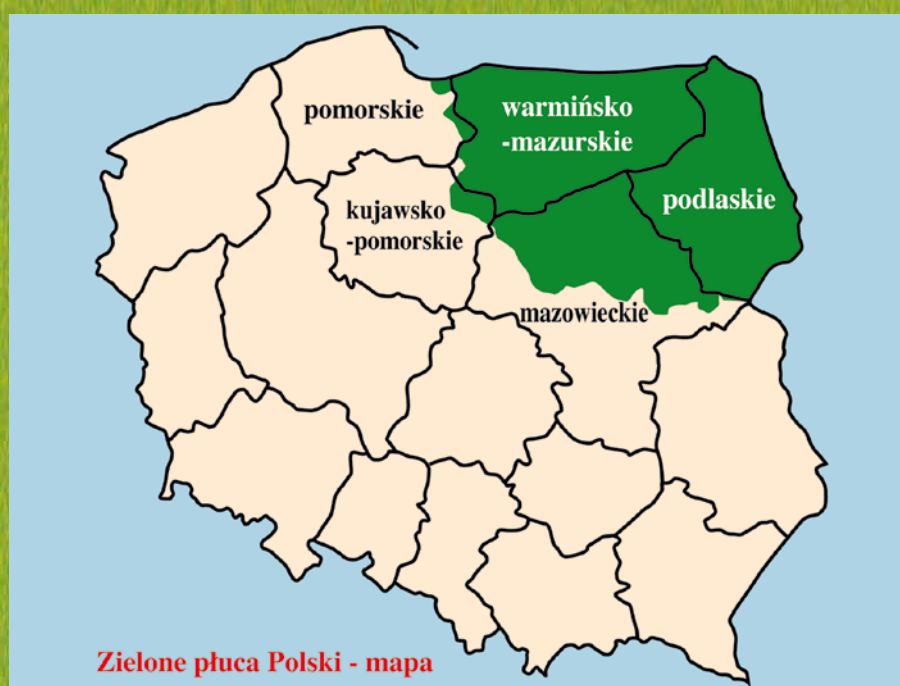 pomorskie
warmińsko
-mazurskie
podlaskie
kujawsko
-pomorskie
mazowieckie
Zielone płuca Polski - mapa